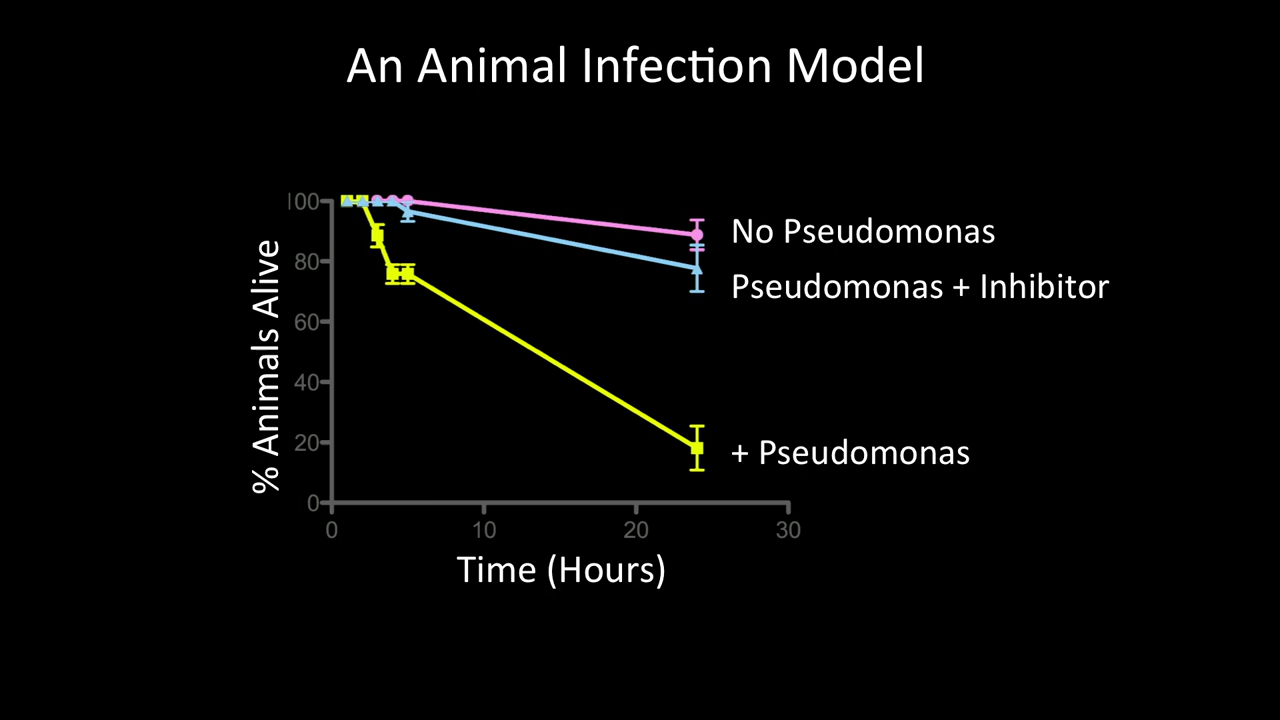 An Animal Infection Model
% Animals Alive
100
80
60
40
20
0
0 10 20 30
Time (Hours)
No Pseudomonas
Pseudomonas + Inhibitor
+ Pseudomonas